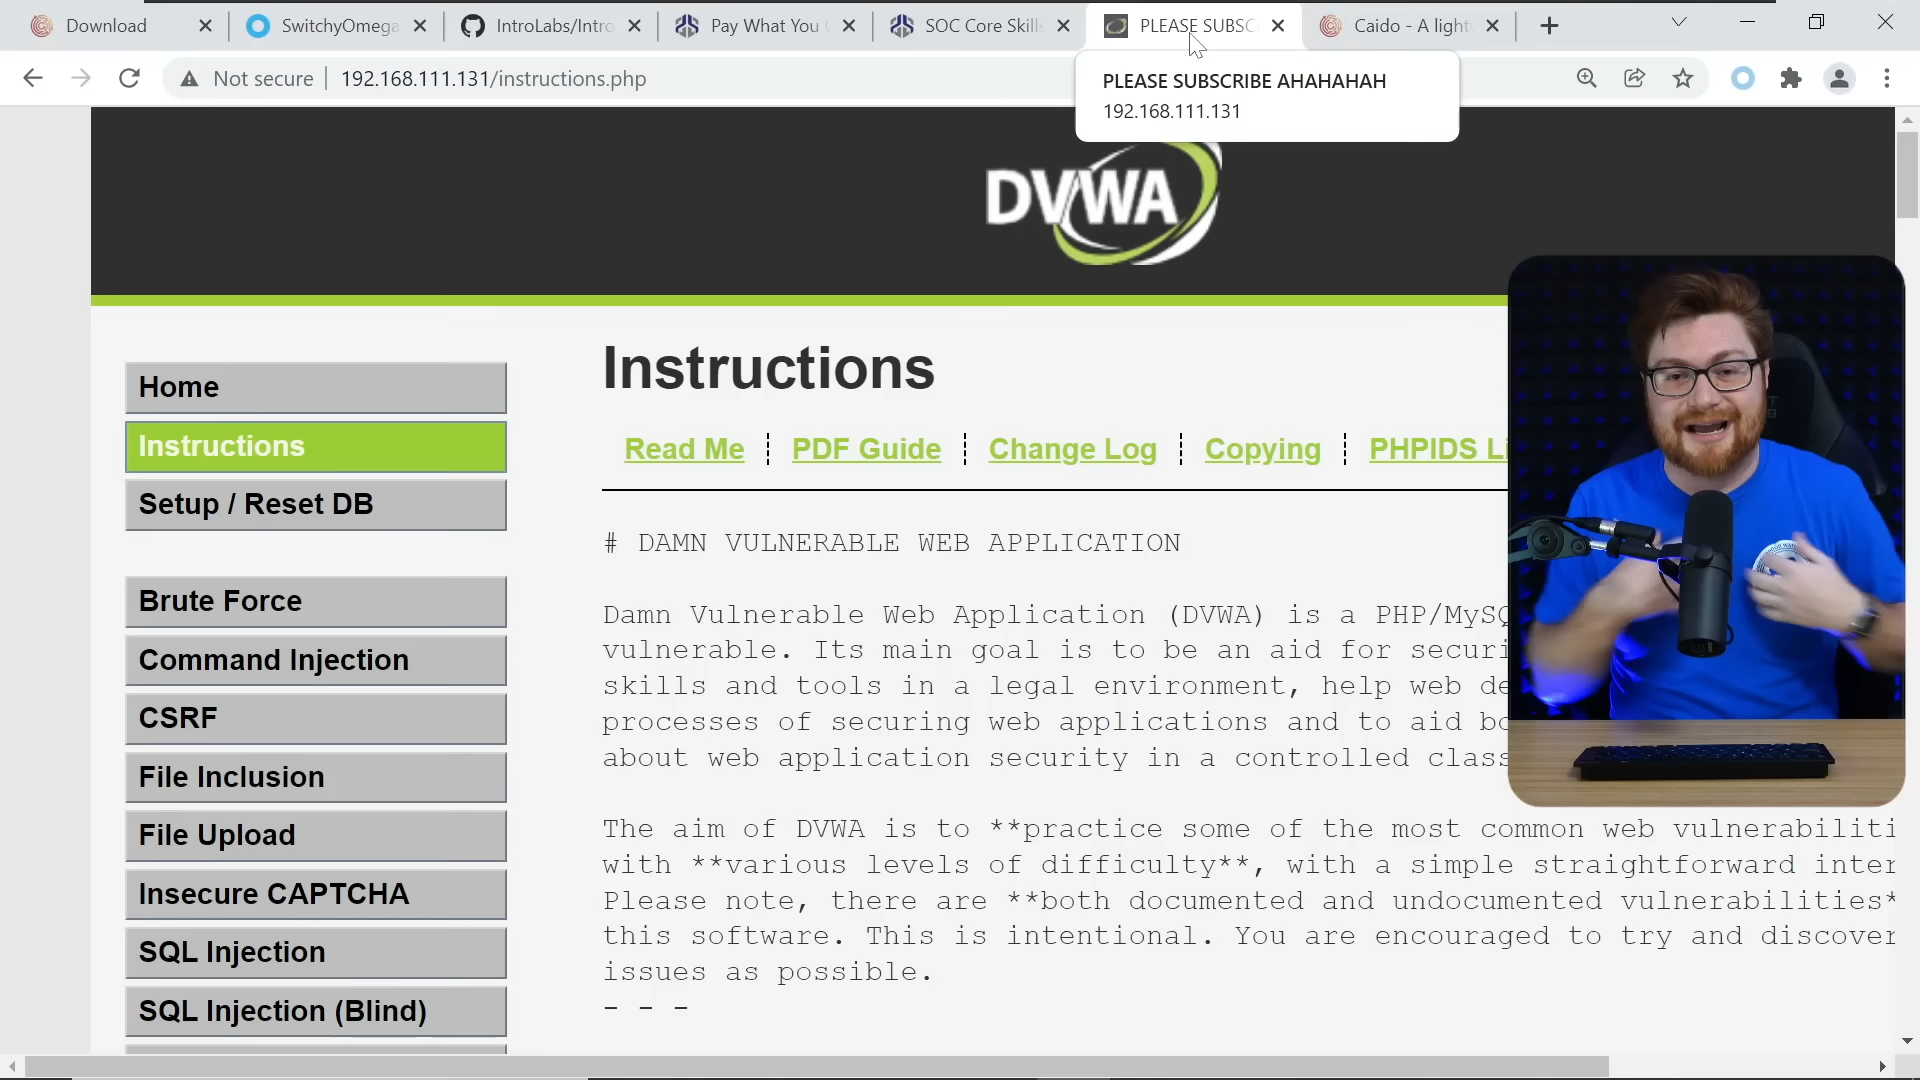 Download
SwitchyOmega
IntroLabs/Intro
Pay What You
SOC Core Skills
PLEASE SUBSC
Caido - A light
Not secure
192.168.111.131/instructions.php
PLEASE SUBSCRIBE AHAHAHAH
192.168.111.131
DVWA
Home
Instructions
Setup / Reset DB
Brute Force
Command Injection
CSRF
File Inclusion
File Upload
Insecure CAPTCHA
SQL Injection
SQL Injection (Blind)
Instructions
Read Me
PDF Guide
Change Log
Copying
PHPIDS Li
# DAMN VULNERABLE WEB APPLICATION
Damn Vulnerable Web Application (DVWA) is a PHP/MySQ
vulnerable. Its main goal is to be an aid for securi
skills and tools in a legal environment, help web de
processes of securing web applications and to aid bo
about web application security in a controlled class
The aim of DVWA is to **practice some of the most common web vulnerabiliti
with **various levels of difficulty**, with a simple straightforward inter
Please note, there are **both documented and undocumented vulnerabilities*
this software. This is intentional. You are encouraged to try and discover
issues as possible.
- - -